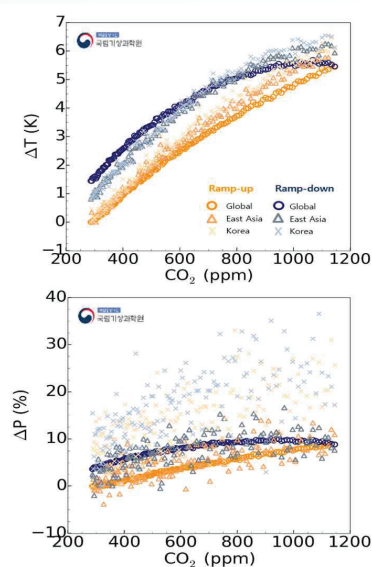 7
6
5
4
3
2
1
0
−1
ΔT (K)
국립기상과학원
Ramp-up Ramp-down
Global Global
East Asia East Asia
Korea Korea
200 400 600 800 1000 1200
CO₂ (ppm)
40
30
20
10
0
−10
ΔP (%)
국립기상과학원
200 400 600 800 1000 1200
CO₂ (ppm)